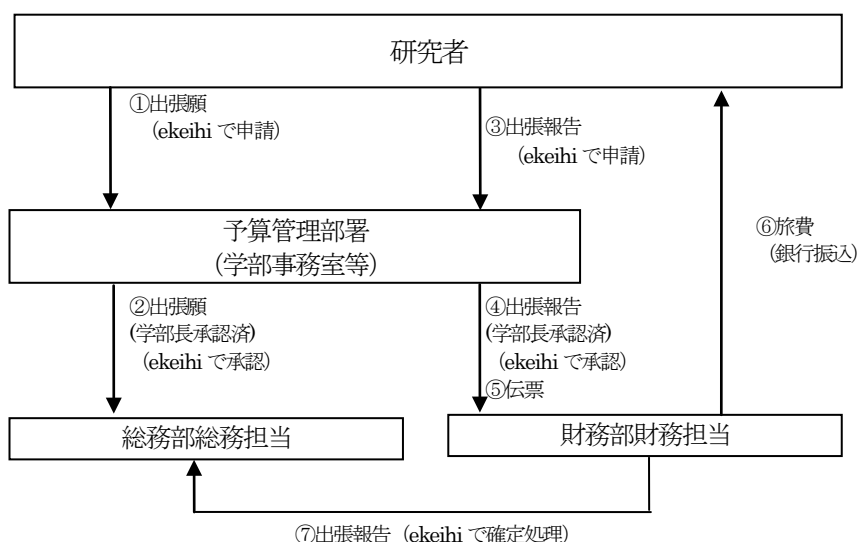 研究者
①出張願
(ekeihi で申請)
③出張報告
(ekeihi で申請)
予算管理部署
(学部事務室等)
⑥旅費
(銀行振込)
②出張願
(学部長承認済)
(ekeihi で承認)
④出張報告
(学部長承認済)
(ekeihi で承認)
⑤伝票
総務部総務担当
財務部財務担当
⑦出張報告 (ekeihi で確定処理)